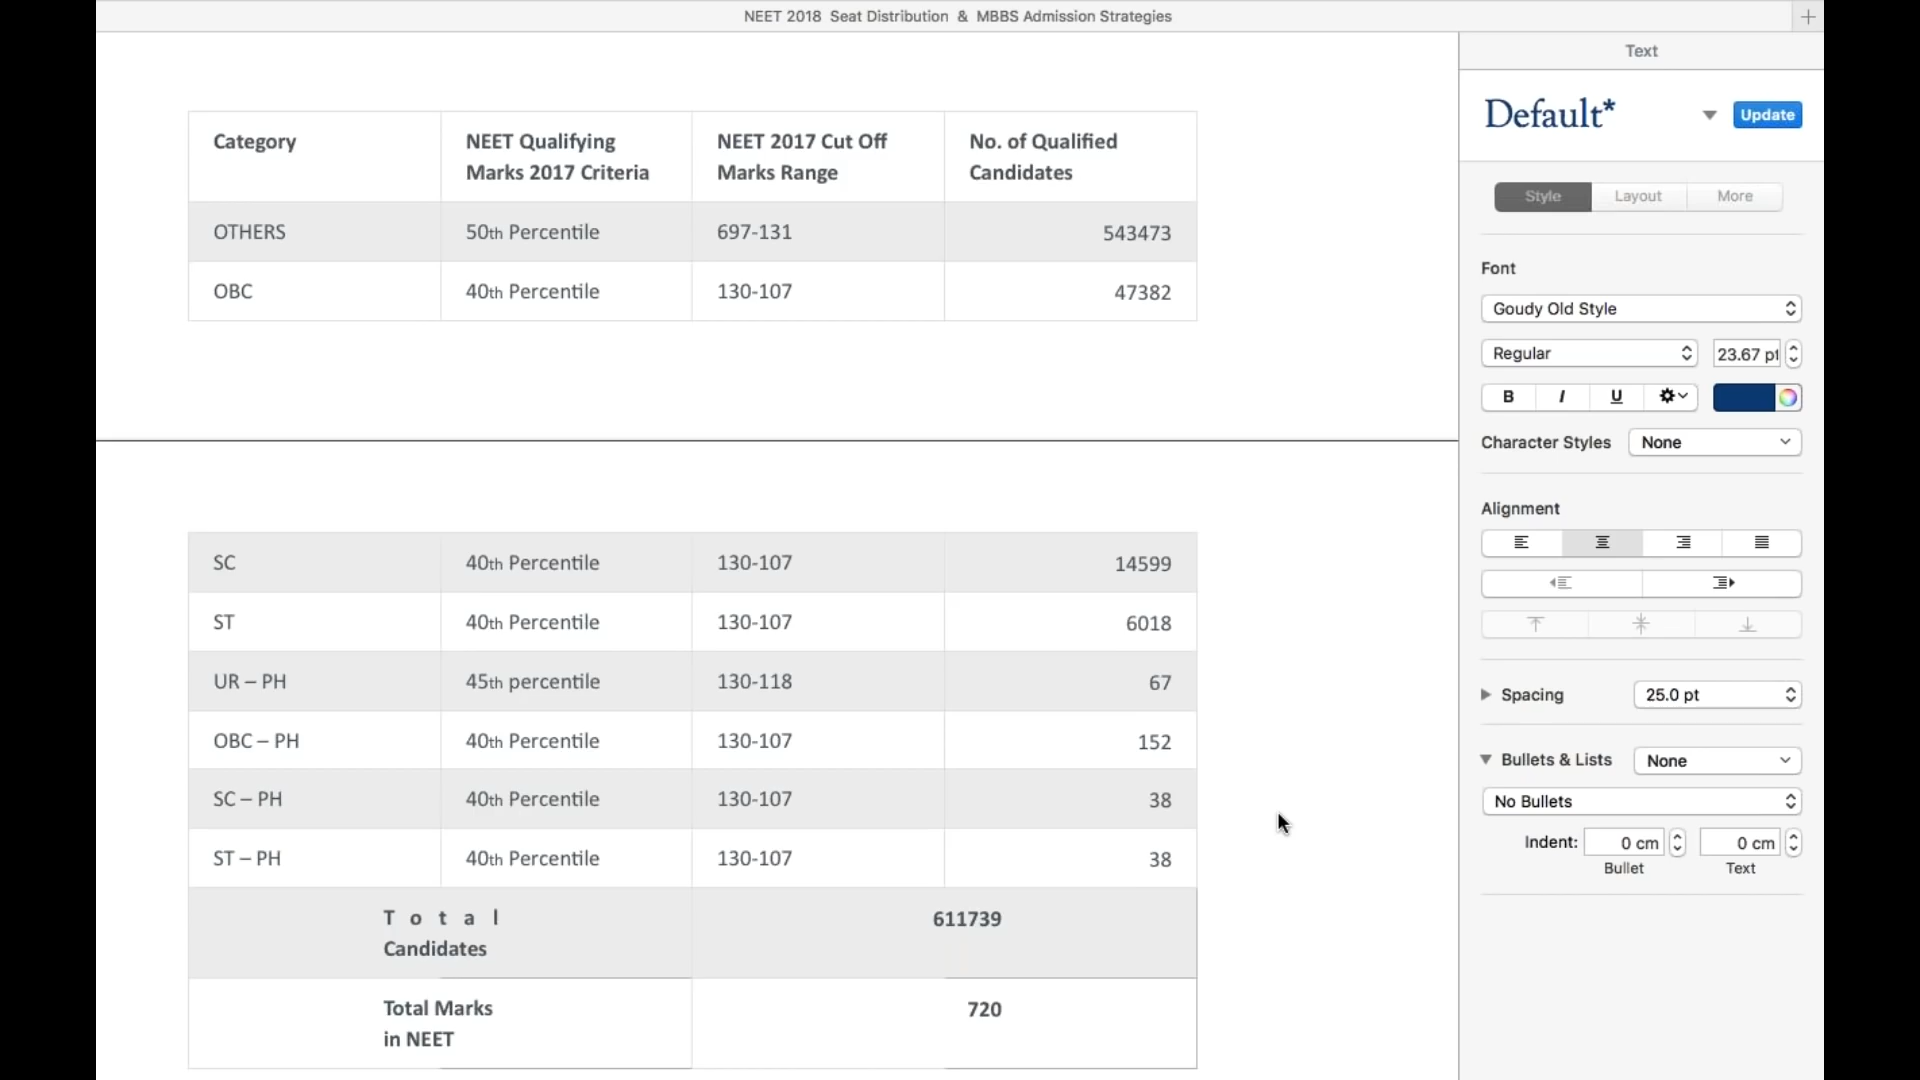 NEET 2018 Seat Distribution & MBBS Admission Strategies
Category
NEET Qualifying
Marks 2017 Criteria
NEET 2017 Cut Off
Marks Range
No. of Qualified
Candidates
OTHERS 50th Percentile 697-131 543473
OBC 40th Percentile 130-107 47382
SC 40th Percentile 130-107 14599
ST 40th Percentile 130-107 6018
UR – PH 45th percentile 130-118 67
OBC – PH 40th Percentile 130-107 152
SC – PH 40th Percentile 130-107 38
ST – PH 40th Percentile 130-107 38
T o t a l
Candidates
611739
Total Marks
in NEET
720
Text
Default*
Update
Style Layout More
Font
Goudy Old Style
Regular 23.67 pt
B I U
Character Styles None
Alignment
Spacing 25.0 pt
Bullets & Lists None
No Bullets
Indent: 0 cm 0 cm
Bullet Text